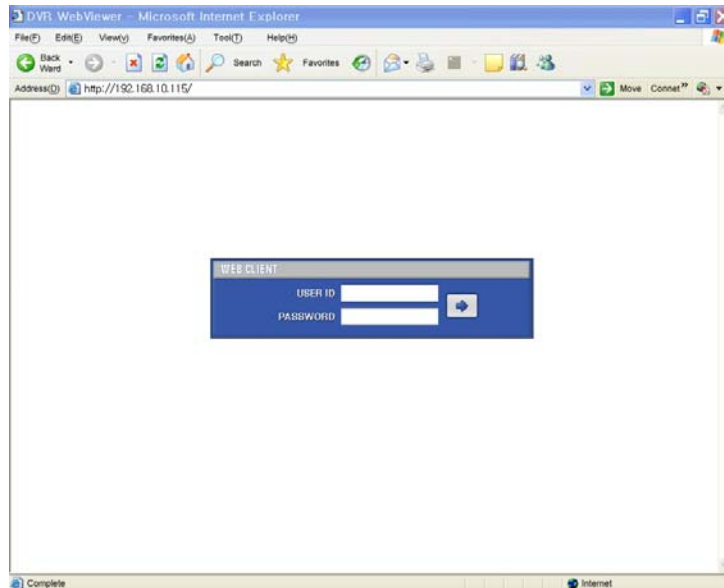 DVR WebViewer - Microsoft Internet Explorer
File(F) Edit(E) View(V) Favorites(A) Tool(T) Help(H)
Back Ward Search Favorites
Address(D) http://192.168.10.115/ Move Connet"
WEB CLIENT
USER ID
PASSWORD
Complete Internet